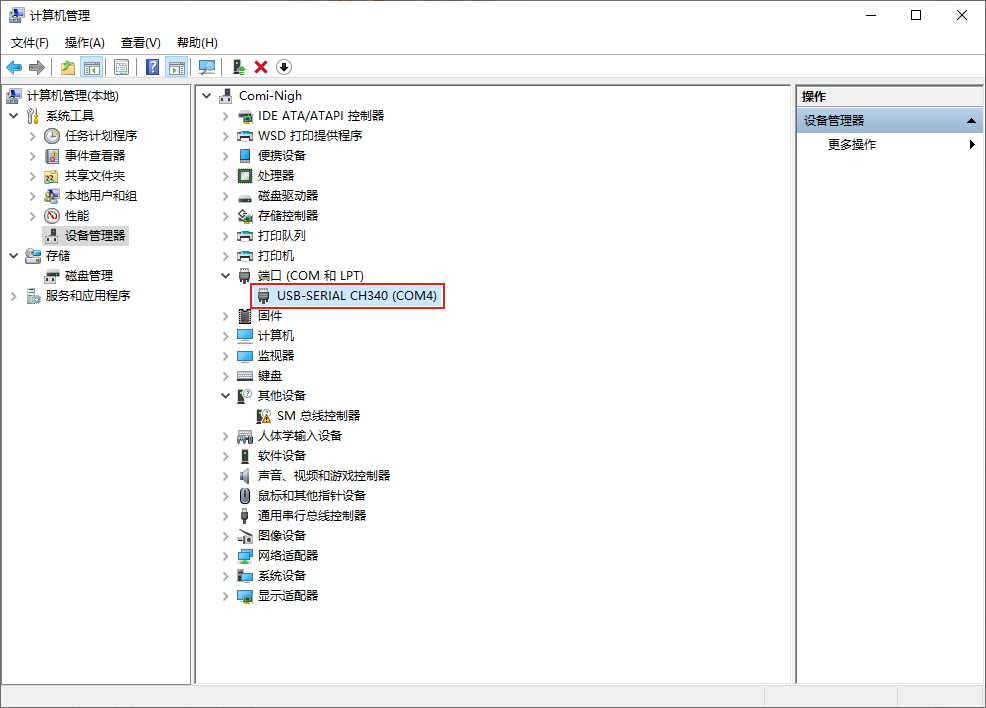 计算机管理
文件(F) 操作(A) 查看(V) 帮助(H)
计算机管理(本地)
系统工具
任务计划程序
事件查看器
共享文件夹
本地用户和组
性能
设备管理器
存储
磁盘管理
服务和应用程序
Comi-Nigh
IDE ATA/ATAPI 控制器
WSD 打印提供程序
便携设备
处理器
磁盘驱动器
存储控制器
打印队列
打印机
端口 (COM 和 LPT)
USB-SERIAL CH340 (COM4)
固件
计算机
监视器
键盘
其他设备
SM 总线控制器
人体学输入设备
软件设备
声音、视频和游戏控制器
鼠标和其他指针设备
通用串行总线控制器
图像设备
网络适配器
系统设备
显示适配器
操作
设备管理器
更多操作